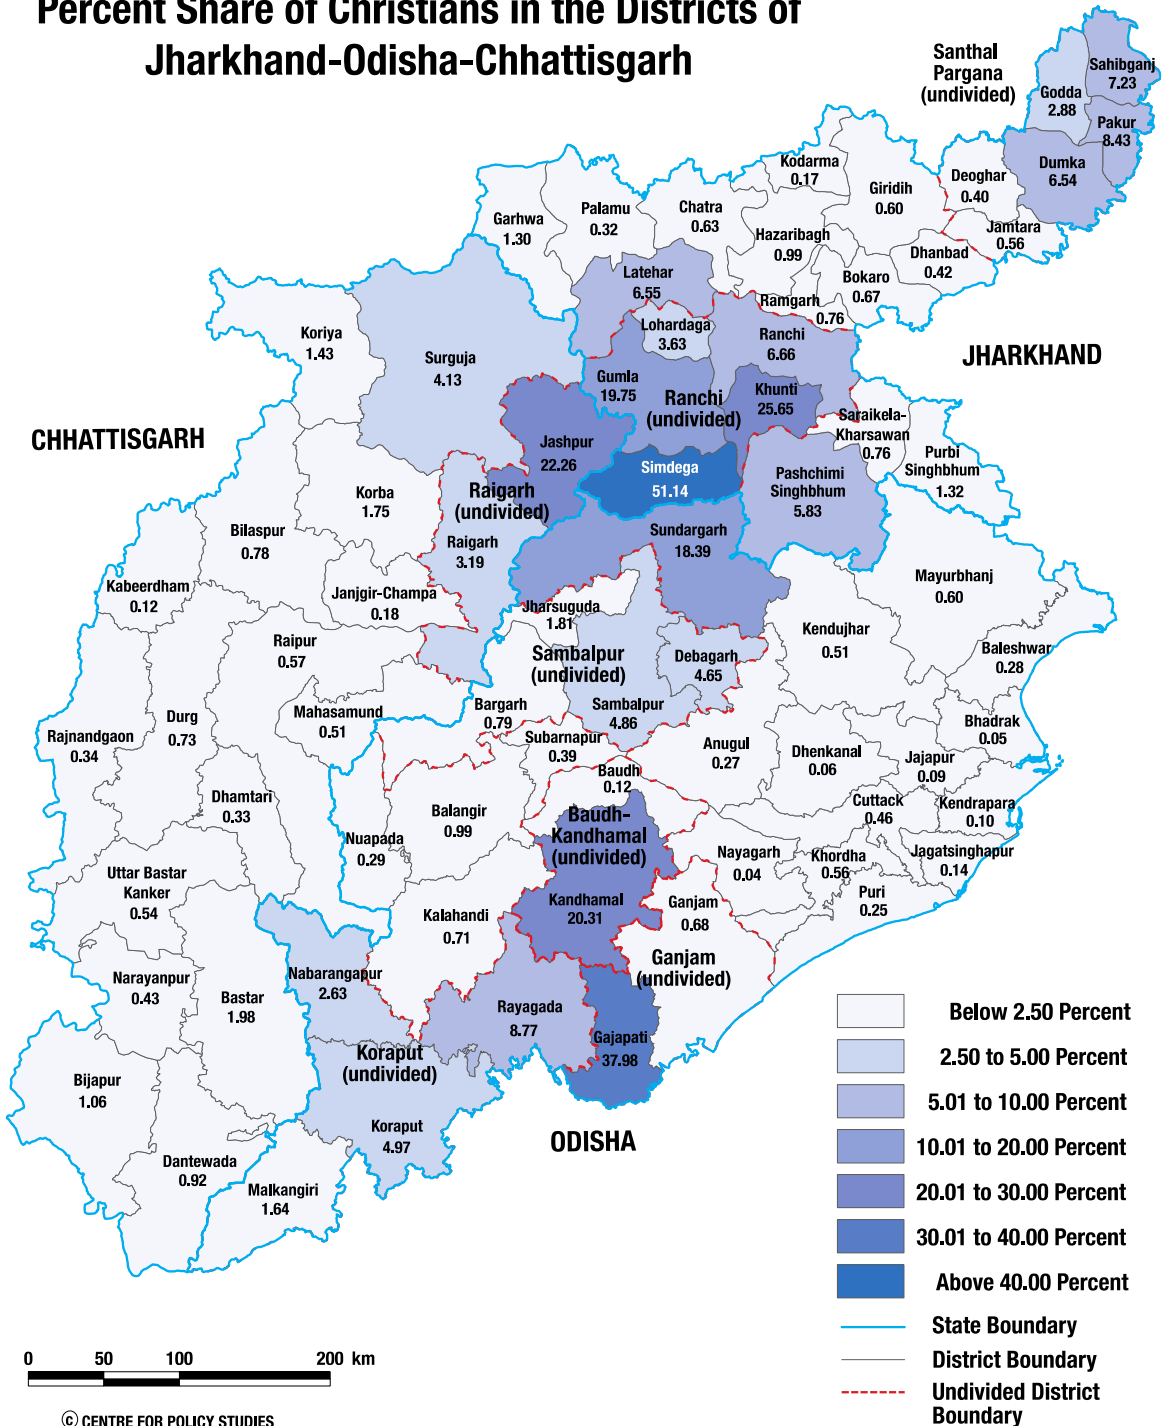 Percent Share of Christians in the Districts of
Jharkhand-Odisha-Chhattisgarh
Santhal
Pargana
(undivided)
Sahibganj
7.23
Godda
2.88
Pakur
8.43
Dumka
6.54
Deoghar
0.40
Jamtara
0.56
Kodarma
0.17
Giridih
0.60
Garhwa
1.30
Palamu
0.32
Chatra
0.63
Hazaribagh
0.99
Dhanbad
0.42
Bokaro
0.67
Latehar
6.55
Ramgarh
0.76
Lohardaga
3.63
Ranchi
6.66
JHARKHAND
Koriya
1.43
Surguja
4.13
Gumla
19.75
Ranchi
(undivided)
Khunti
25.65
Saraikela-
Kharsawan
0.76
Purbi
Singhbhum
1.32
CHHATTISGARH
Jashpur
22.26
Simdega
51.14
Pashchimi
Singhbhum
5.83
Korba
1.75
Raigarh
(undivided)
Bilaspur
0.78
Raigarh
3.19
Sundargarh
18.39
Kabeerdham
0.12
Janjgir-Champa
0.18
Mayurbhanj
0.60
Jharsuguda
1.81
Raipur
0.57
Kendujhar
0.51
Baleshwar
0.28
Sambalpur
(undivided)
Debagarh
4.65
Durg
0.73
Mahasamund
0.51
Bargarh
0.79
Sambalpur
4.86
Rajnandgaon
0.34
Subarnapur
0.39
Anugul
0.27
Dhenkanal
0.06
Bhadrak
0.05
Jajapur
0.09
Baudh
0.12
Dhamtari
0.33
Balangir
0.99
Cuttack
0.46
Kendrapara
0.10
Nuapada
0.29
Baudh-
Kandhamal
(undivided)
Nayagarh
0.04
Khordha
0.56
Jagatsinghapur
0.14
Uttar Bastar
Kanker
0.54
Puri
0.25
Kalahandi
0.71
Kandhamal
20.31
Ganjam
0.68
Ganjam
(undivided)
Narayanpur
0.43
Bastar
1.98
Nabarangapur
2.63
Rayagada
8.77
Gajapati
37.98
Koraput
(undivided)
Bijapur
1.06
Koraput
4.97
ODISHA
Dantewada
0.92
Malkangiri
1.64
Below 2.50 Percent
2.50 to 5.00 Percent
5.01 to 10.00 Percent
10.01 to 20.00 Percent
20.01 to 30.00 Percent
30.01 to 40.00 Percent
Above 40.00 Percent
State Boundary
District Boundary
Undivided District
Boundary
0 50 100 200 km
© CENTRE FOR POLICY STUDIES